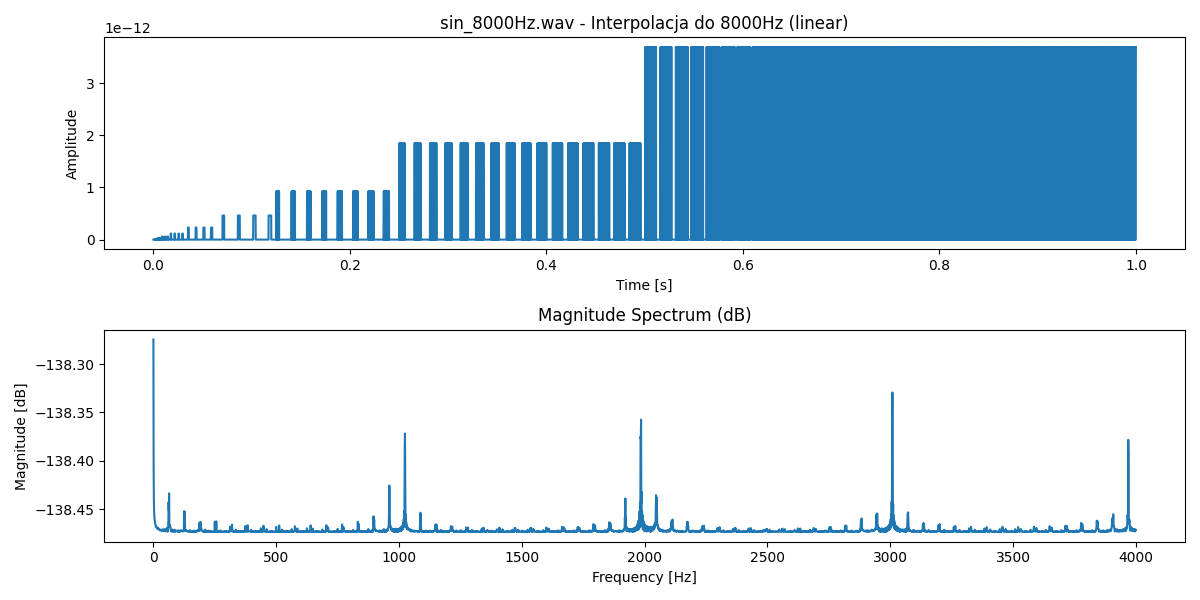 sin_8000Hz.wav - Interpolacja do 8000Hz (linear)
1e−12
3
2
1
0
Amplitude
0.0 0.2 0.4 0.6 0.8 1.0
Time [s]
Magnitude Spectrum (dB)
−138.30
−138.35
−138.40
−138.45
Magnitude [dB]
0 500 1000 1500 2000 2500 3000 3500 4000
Frequency [Hz]